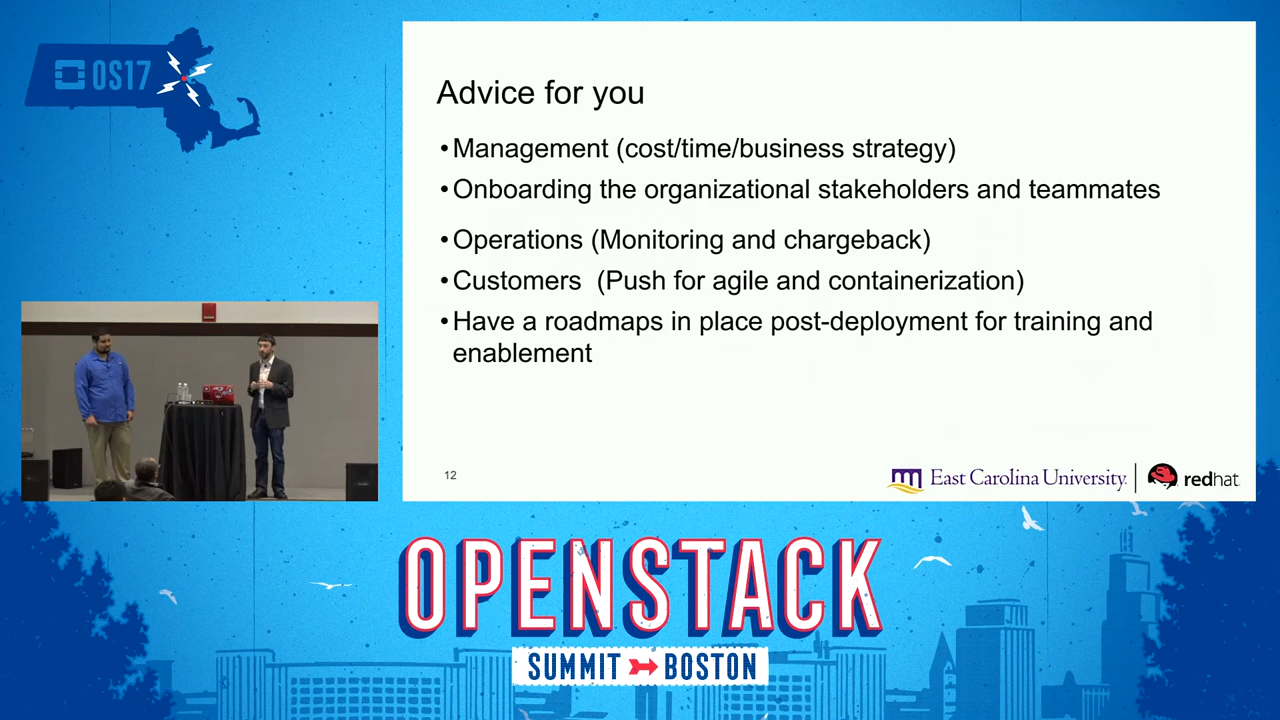 OS17
Advice for you
• Management (cost/time/business strategy)
• Onboarding the organizational stakeholders and teammates
• Operations (Monitoring and chargeback)
• Customers  (Push for agile and containerization)
• Have a roadmaps in place post-deployment for training and
enablement
12
East Carolina University.
redhat.
OPENSTACK
SUMMIT BOSTON